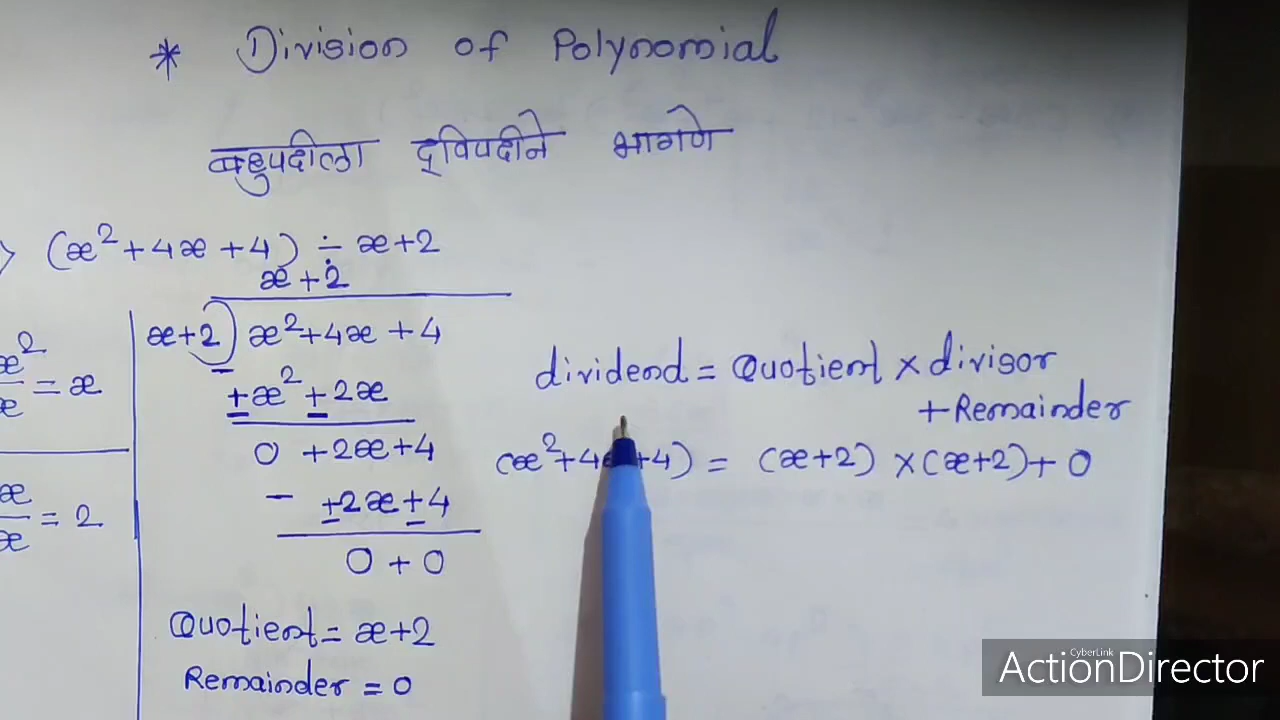 * Division of Polynomial
बहुपदीला द्विपदीने भागणे
(x²+4x+4) ÷ x+2
x+2
x+2) x²+4x+4
+x²+2x
0 +2x+4
- +2x+4
0+0
Quotient = x+2
Remainder = 0
x²/x = x
x/x = 2
dividend = Quotient × divisor
+Remainder
(x²+4x+4) = (x+2) ×(x+2)+0
CyberLink
ActionDirector